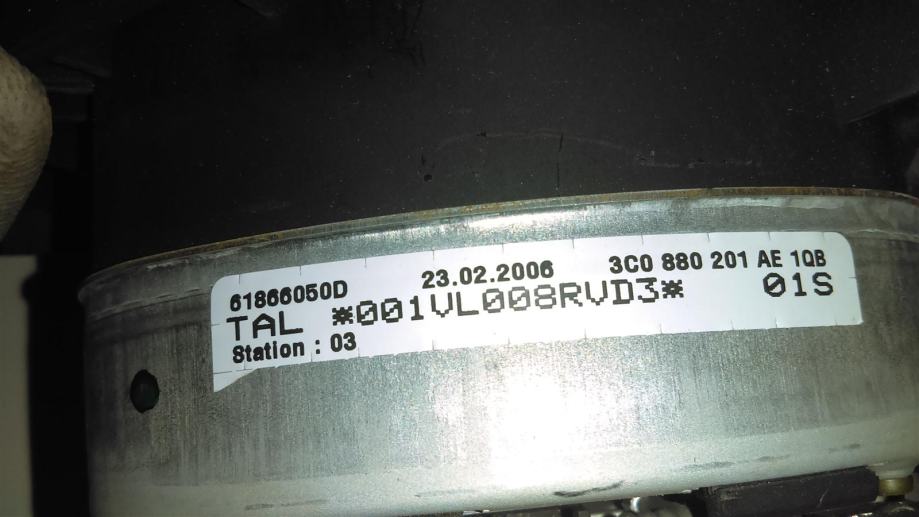 61866050D 23.02.2006 3C0 880 201 AE 1QB
TAL *001VL008RVD3* 01S
Station : 03